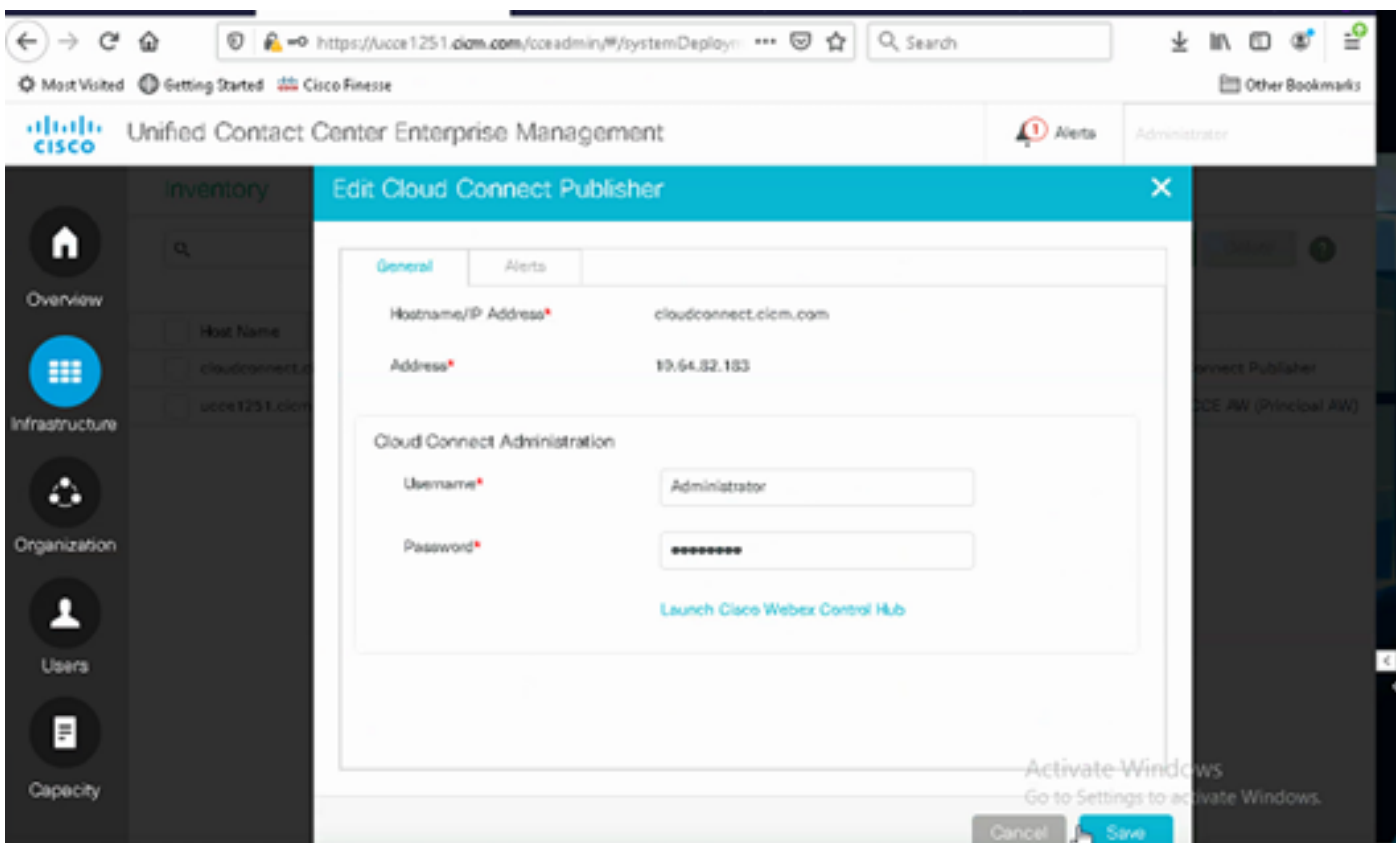 https://ucce1251.cicm.com/cceadmin/#/systemDeploym ••• Search
Most Visited Getting Started Cisco Finesse Other Bookmarks
CISCO Unified Contact Center Enterprise Management 1 Alerts Administrator
Inventory Edit Cloud Connect Publisher
General Alerts
Overview
Hostname/IP Address* cloudconnect.cicm.com
Host Name
Address* 10.64.82.183
cloudconnect.c onnect Publisher
ucce1251.cicm CCE AW (Principal AW)
Infrastructure
Cloud Connect Administration
Username* Administrator
Organization
Password* ••••••••
Launch Cisco Webex Control Hub
Users
Activate Windows
Capacity
Go to Settings to activate Windows.
Cancel Save